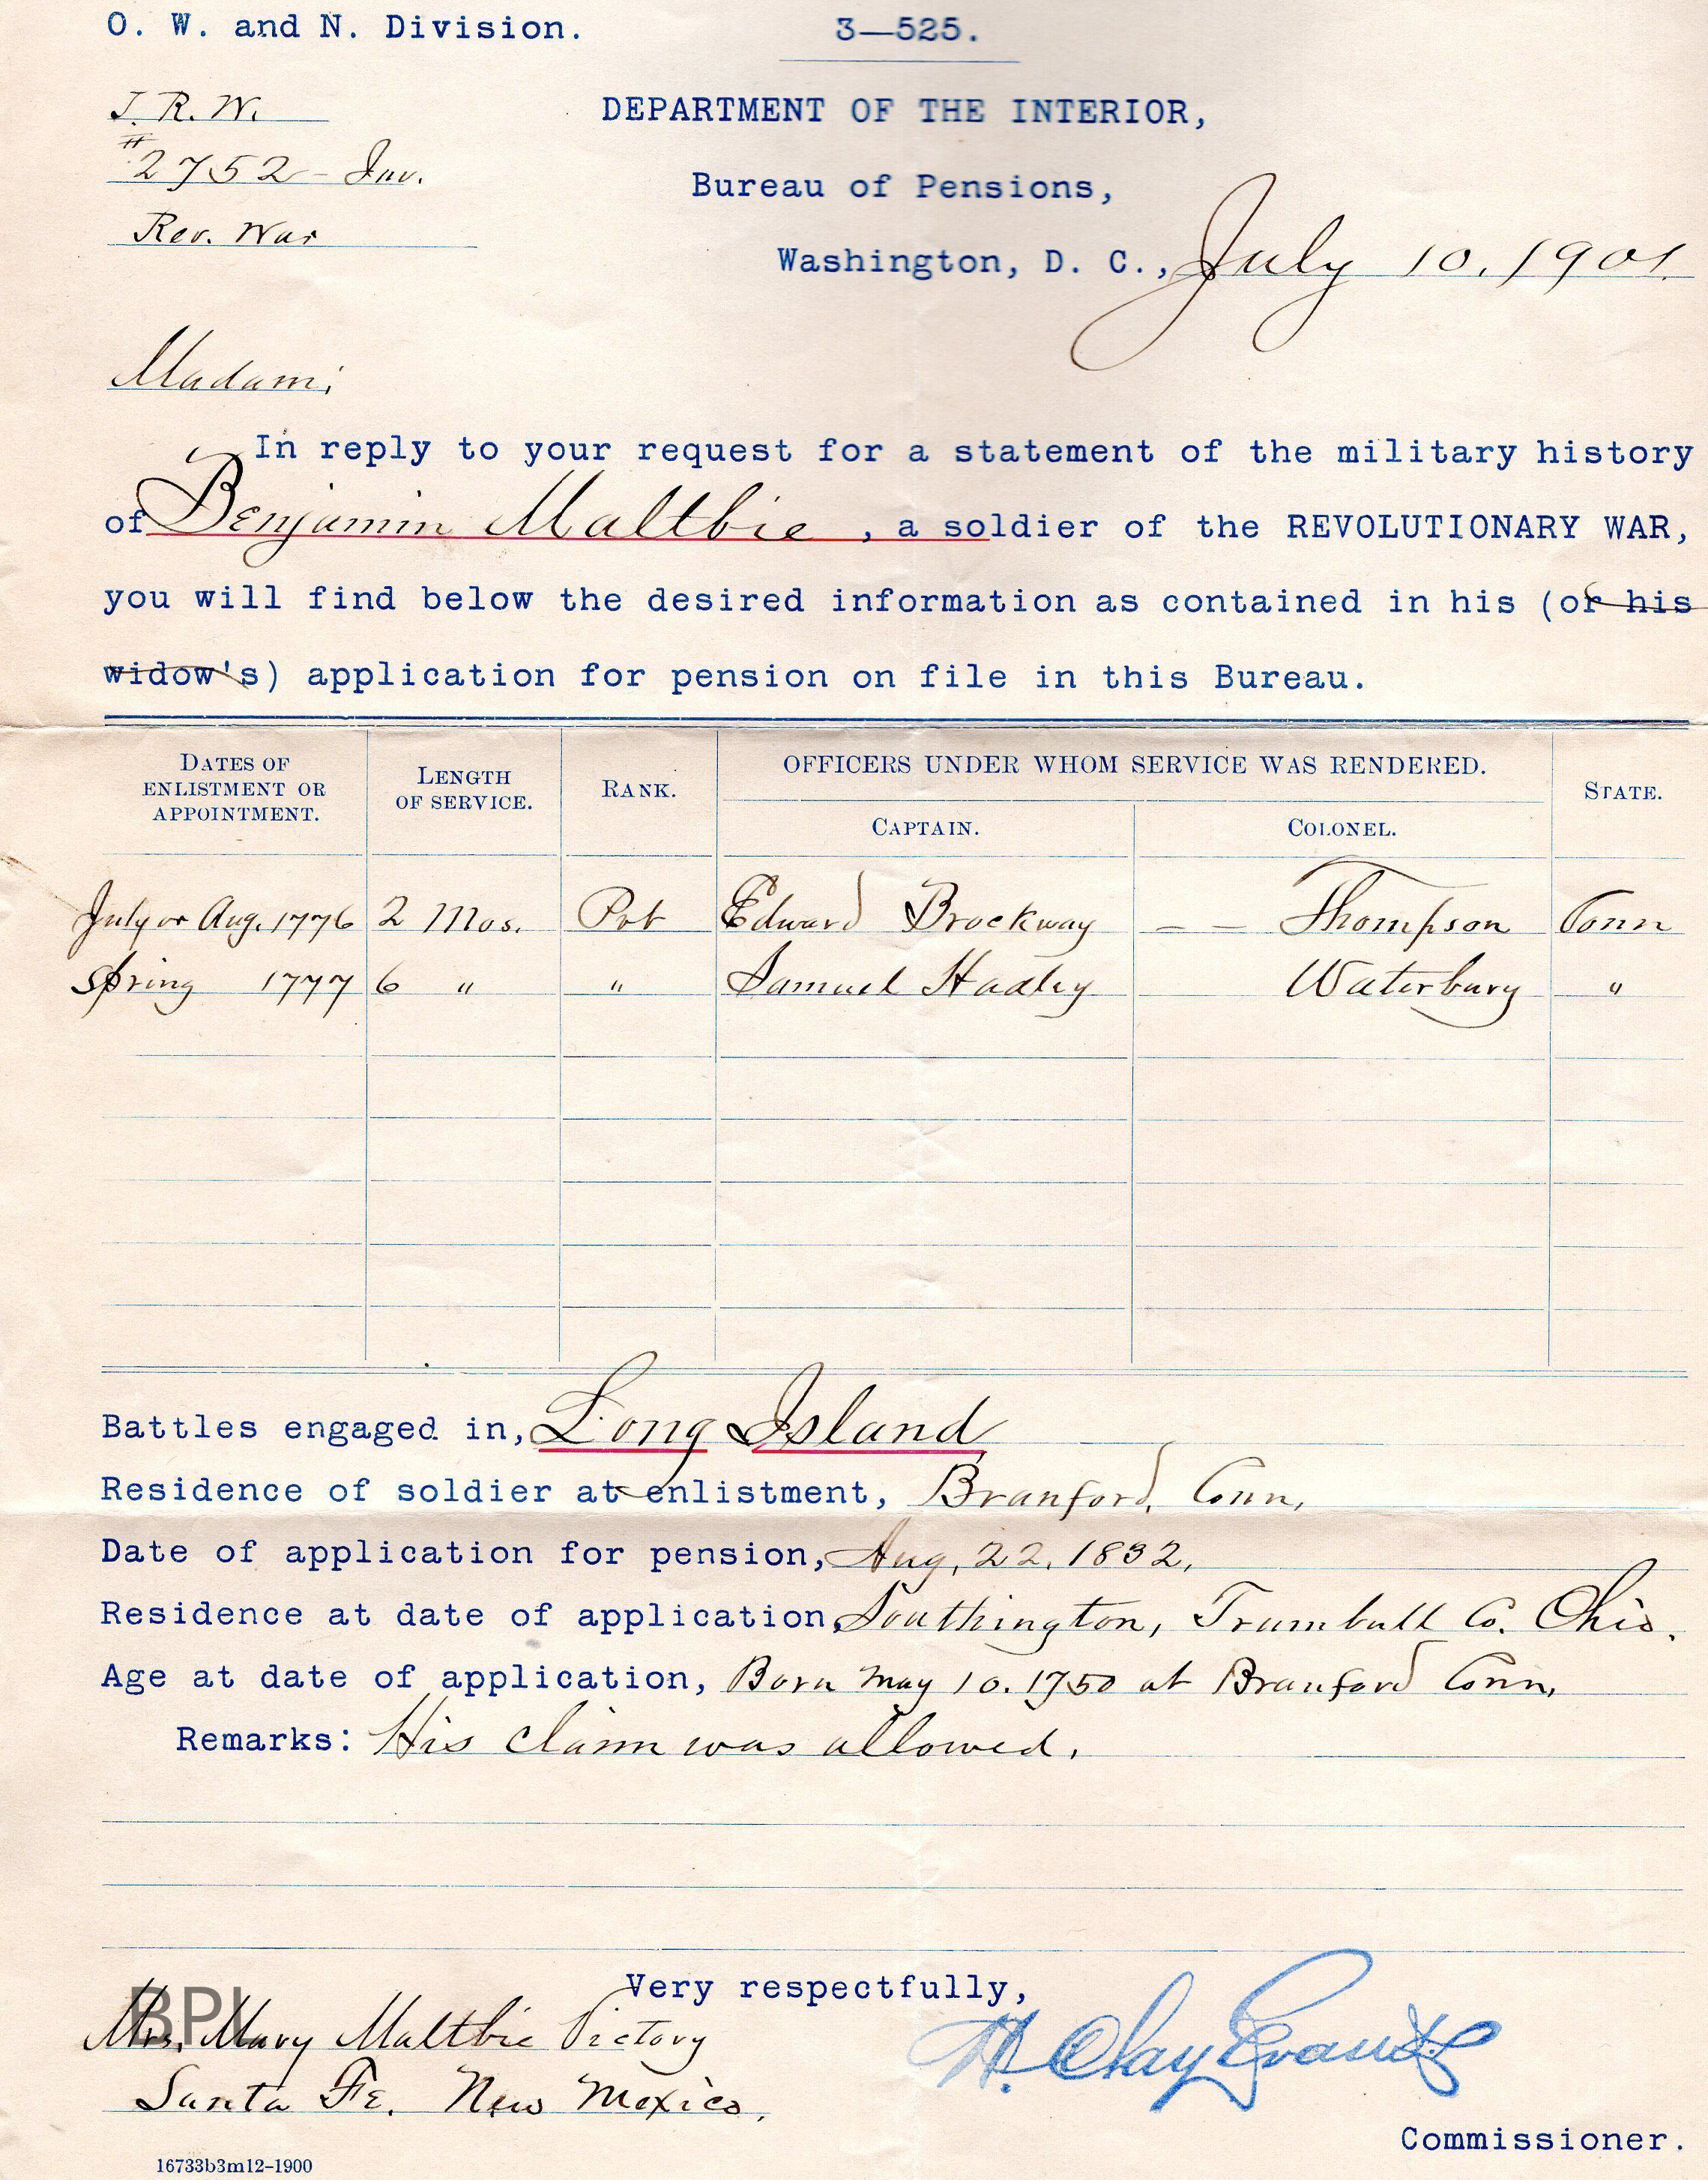 O. W. and N. Division.
3—525.
J. R. W.
# 2752 - Inv.
Rev. War
DEPARTMENT OF THE INTERIOR,
Bureau of Pensions,
Washington, D. C., July 10, 1901.
Madam:
In reply to your request for a statement of the military history
of Benjamin Maltbie, a soldier of the REVOLUTIONARY WAR,
you will find below the desired information as contained in his (or his
widow's) application for pension on file in this Bureau.
DATES OF ENLISTMENT OR APPOINTMENT. LENGTH OF SERVICE. RANK. OFFICERS UNDER WHOM SERVICE WAS RENDERED. STATE.
CAPTAIN. COLONEL.
July or Aug. 1776 2 Mos. Pvt Edward Brockway — — Thompson Conn
Spring 1777 6 " " Samuel Hadley Waterbury "
Battles engaged in, Long Island
Residence of soldier at enlistment, Branford, Conn,
Date of application for pension, Aug. 22, 1832,
Residence at date of application, Southington, Trumbull Co. Ohio.
Age at date of application, Born May 10. 1750 at Branford Conn,
Remarks: His claim was allowed.
Very respectfully,
BPL
Mrs. Mary Maltbie Victory
Santa Fe, New Mexico.
H. Clay Evans
Commissioner.
16733b3m12-1900